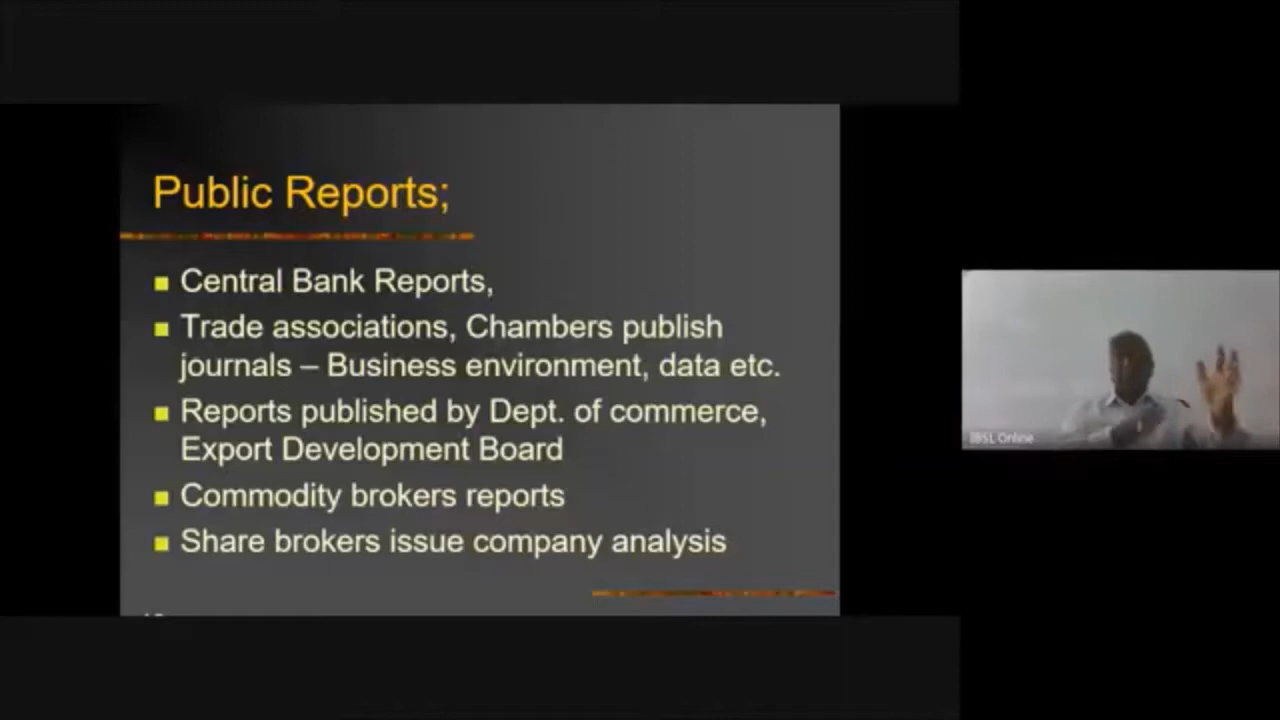 Public Reports;
Central Bank Reports,
Trade associations, Chambers publish
journals – Business environment, data etc.
Reports published by Dept. of commerce,
Export Development Board
Commodity brokers reports
Share brokers issue company analysis
IBSL Online